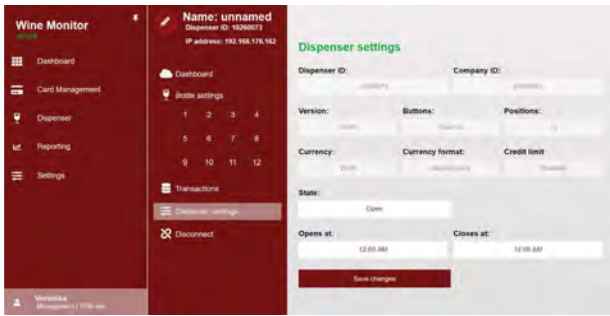 Wine Monitor
Dashboard
Card Management
Dispenser
Reporting
Settings
Veronika
Name: unnamed
Dispenser ID: 10260073
IP address: 192.168.178.162
Dashboard
Bottle settings
1 2 3 4
5 6 7 8
9 10 11 12
Transactions
Dispenser settings
Disconnect
Dispenser settings
Dispenser ID: Company ID:
Version: Buttons: Positions:
Currency: Currency format: Credit limit
State:
Open
Opens at: Closes at:
12:00 AM 12:00 AM
Save changes